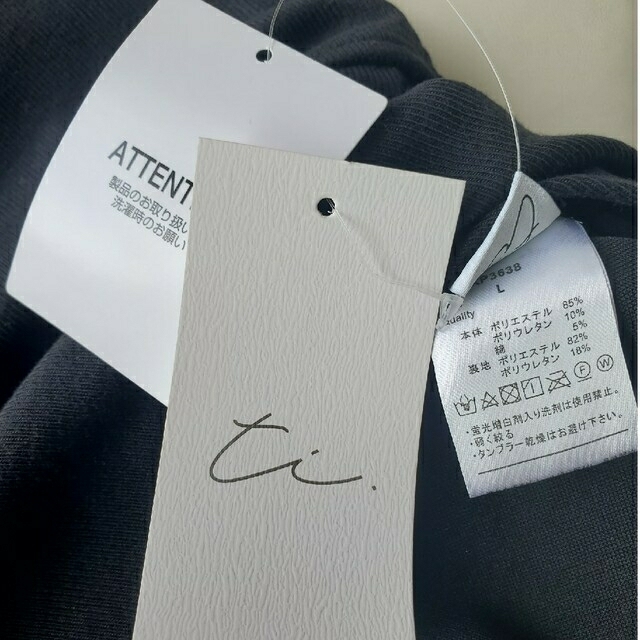 ATTENT
製品のお取り扱い
洗濯時のお願い
ti.
3638
L
Quality
本体 ポリエステル 85%
ポリウレタン 10%
綿 5%
裏地 ポリエステル 82%
ポリウレタン 18%
F W
・蛍光増白剤入り洗剤は使用禁止。
・軽く絞る
・タンブラー乾燥はお避け下さい。